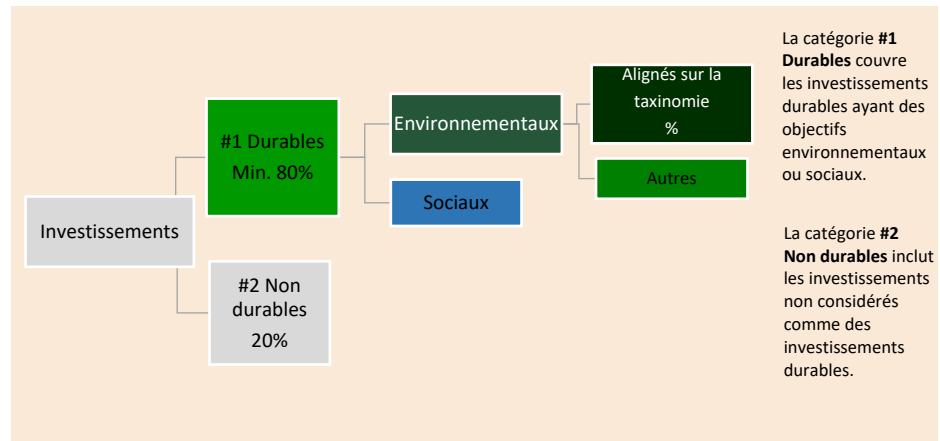 Investissements
#1 Durables
Min. 80%
#2 Non
durables
20%
Environnementaux
Sociaux
Alignés sur la
taxinomie
%
Autres
La catégorie #1
Durables couvre
les investissements
durables ayant des
objectifs
environnementaux
ou sociaux.
La catégorie #2
Non durables inclut
les investissements
non considérés
comme des
investissements
durables.